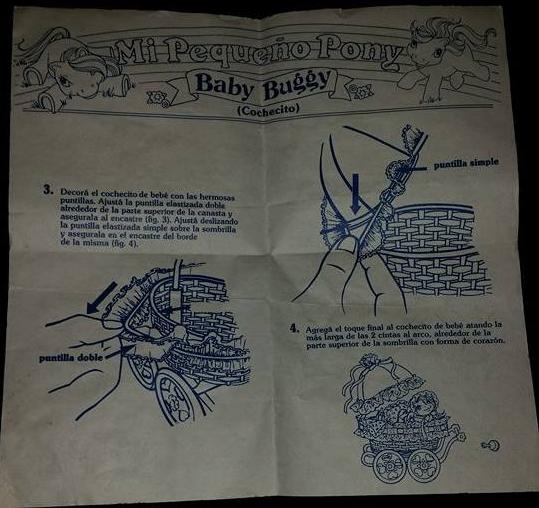 Mi Pequeño Pony
Baby Buggy
(Cochecito)
puntilla simple
3. Decorá el cochecito de bebé con las hermosas
puntillas. Ajustá la puntilla elastizada doble
alrededor de la parte superior de la canasta y
asegurala al encastre (fig. 3). Ajustá deslizando
la puntilla elastizada simple sobre la sombrilla
y asegurala en el encastre del borde
de la misma (fig. 4).
puntilla doble
4. Agregá el toque final al cochecito de bebé atando la
más larga de las 2 cintas al arco, alrededor de la
parte superior de la sombrilla con forma de corazón.